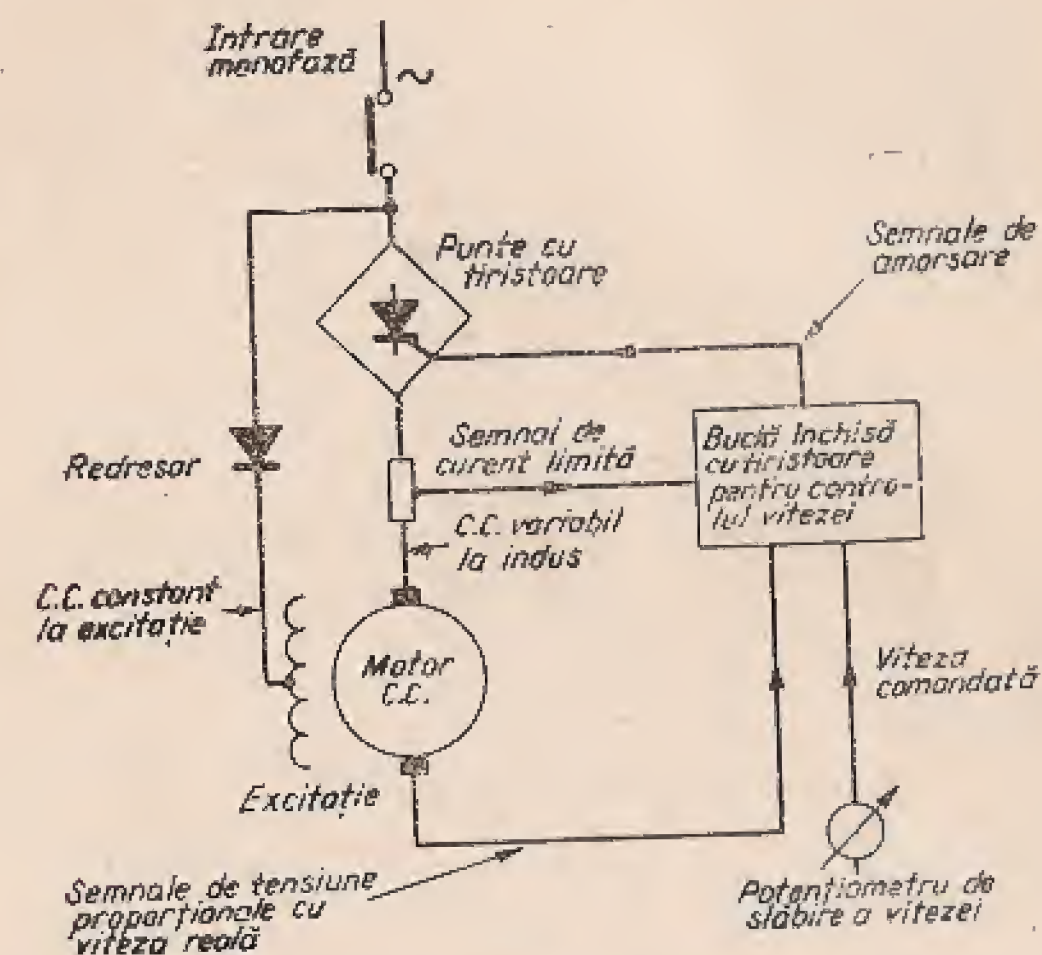 Intrare
monofază
~
Punte cu
tiristoare
Semnale de
amorsare
Redresor
Semnal de
curent limită
Buclă închisă
cu tiristoare
pentru contro-
lul vitezei
C.C. variabil
la indus
C.C. constant
la excitație
Motor
C.C.
Viteza
comandată
Excitație
Semnale de tensiune
proporționale cu
viteza reală
Potențiometru de
slăbire a vitezei